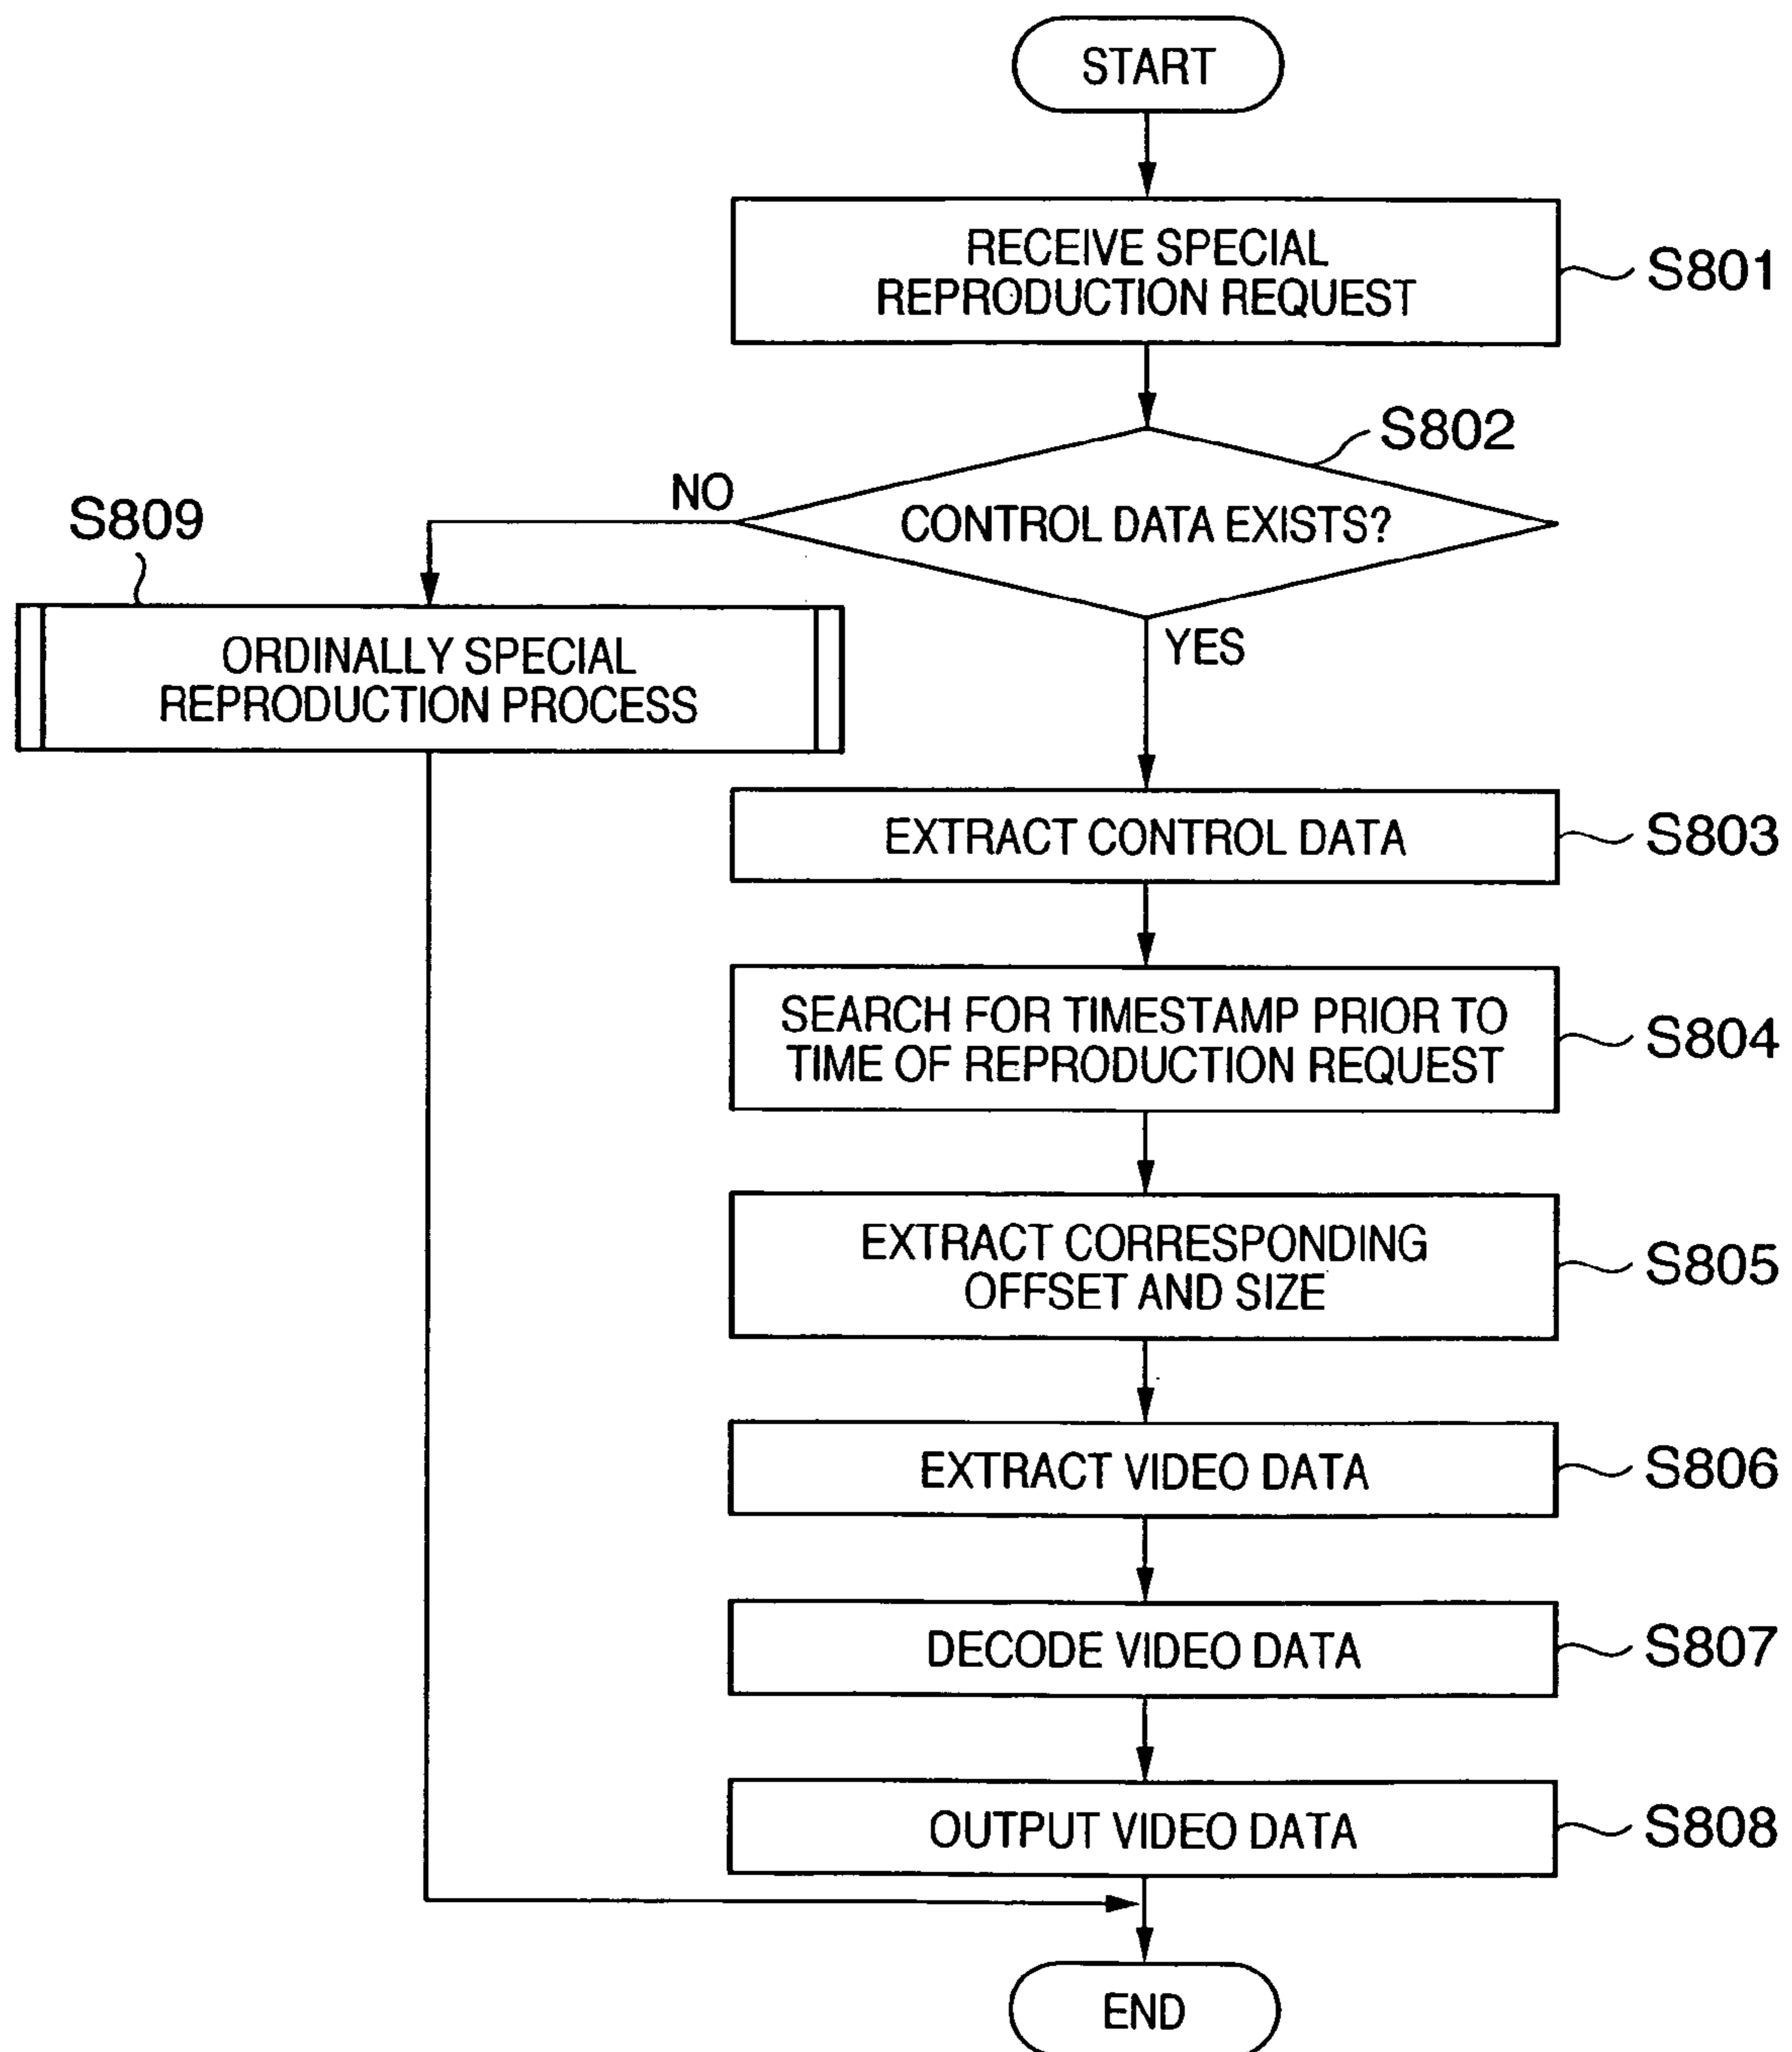 START
RECEIVE SPECIAL
REPRODUCTION REQUEST
S801
S802
CONTROL DATA EXISTS?
NO
YES
S809
ORDINALLY SPECIAL
REPRODUCTION PROCESS
EXTRACT CONTROL DATA
S803
SEARCH FOR TIMESTAMP PRIOR TO
TIME OF REPRODUCTION REQUEST
S804
EXTRACT CORRESPONDING
OFFSET AND SIZE
S805
EXTRACT VIDEO DATA
S806
DECODE VIDEO DATA
S807
OUTPUT VIDEO DATA
S808
END